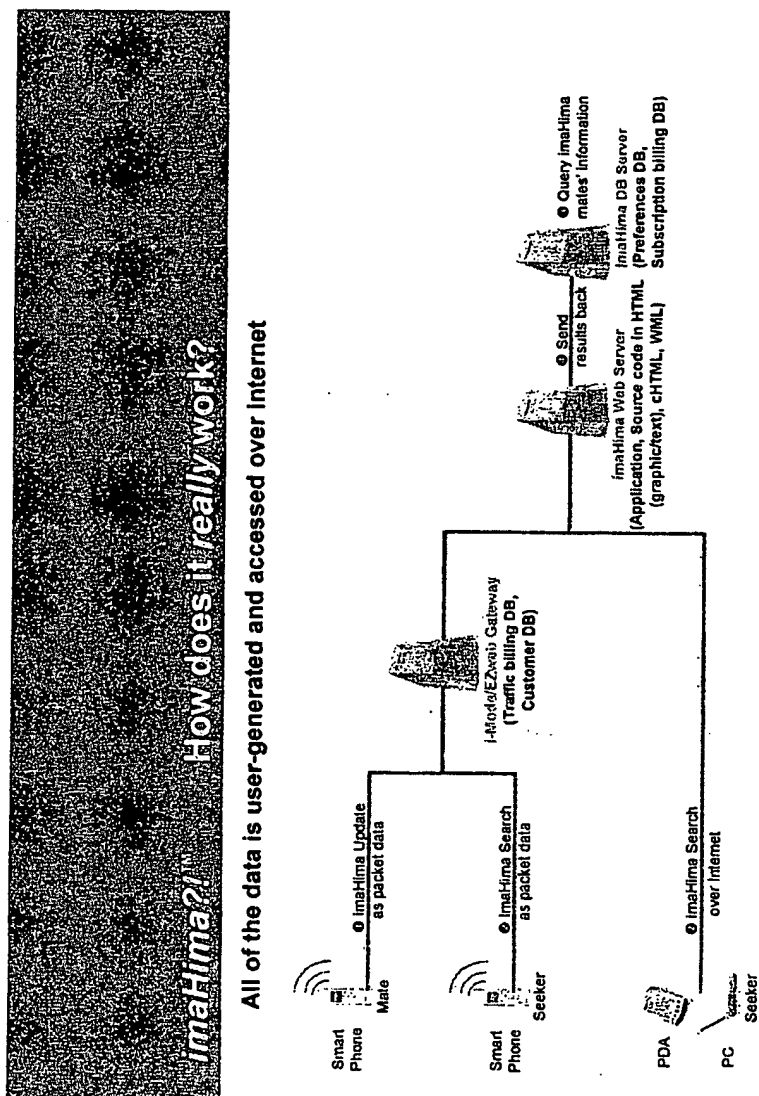 imaHima?!™ How does it really work?
All of the data is user-generated and accessed over Internet
Smart
Phone
Mate
ImaHima Update
as packet data
Smart
Phone
Seeker
ImaHima Search
as packet data
i-Mode/EZweb Gateway
(Traffic billing DB,
Customer DB)
PDA
PC
Seeker
ImaHima Search
over Internet
Send
results back
imaHima Web Server
(Application, Source code in HTML
(graphic/text), cHTML, WML)
Query ImaHima
mates' information
ImaHima DB Server
(Preferences DB,
Subscription billing DB)